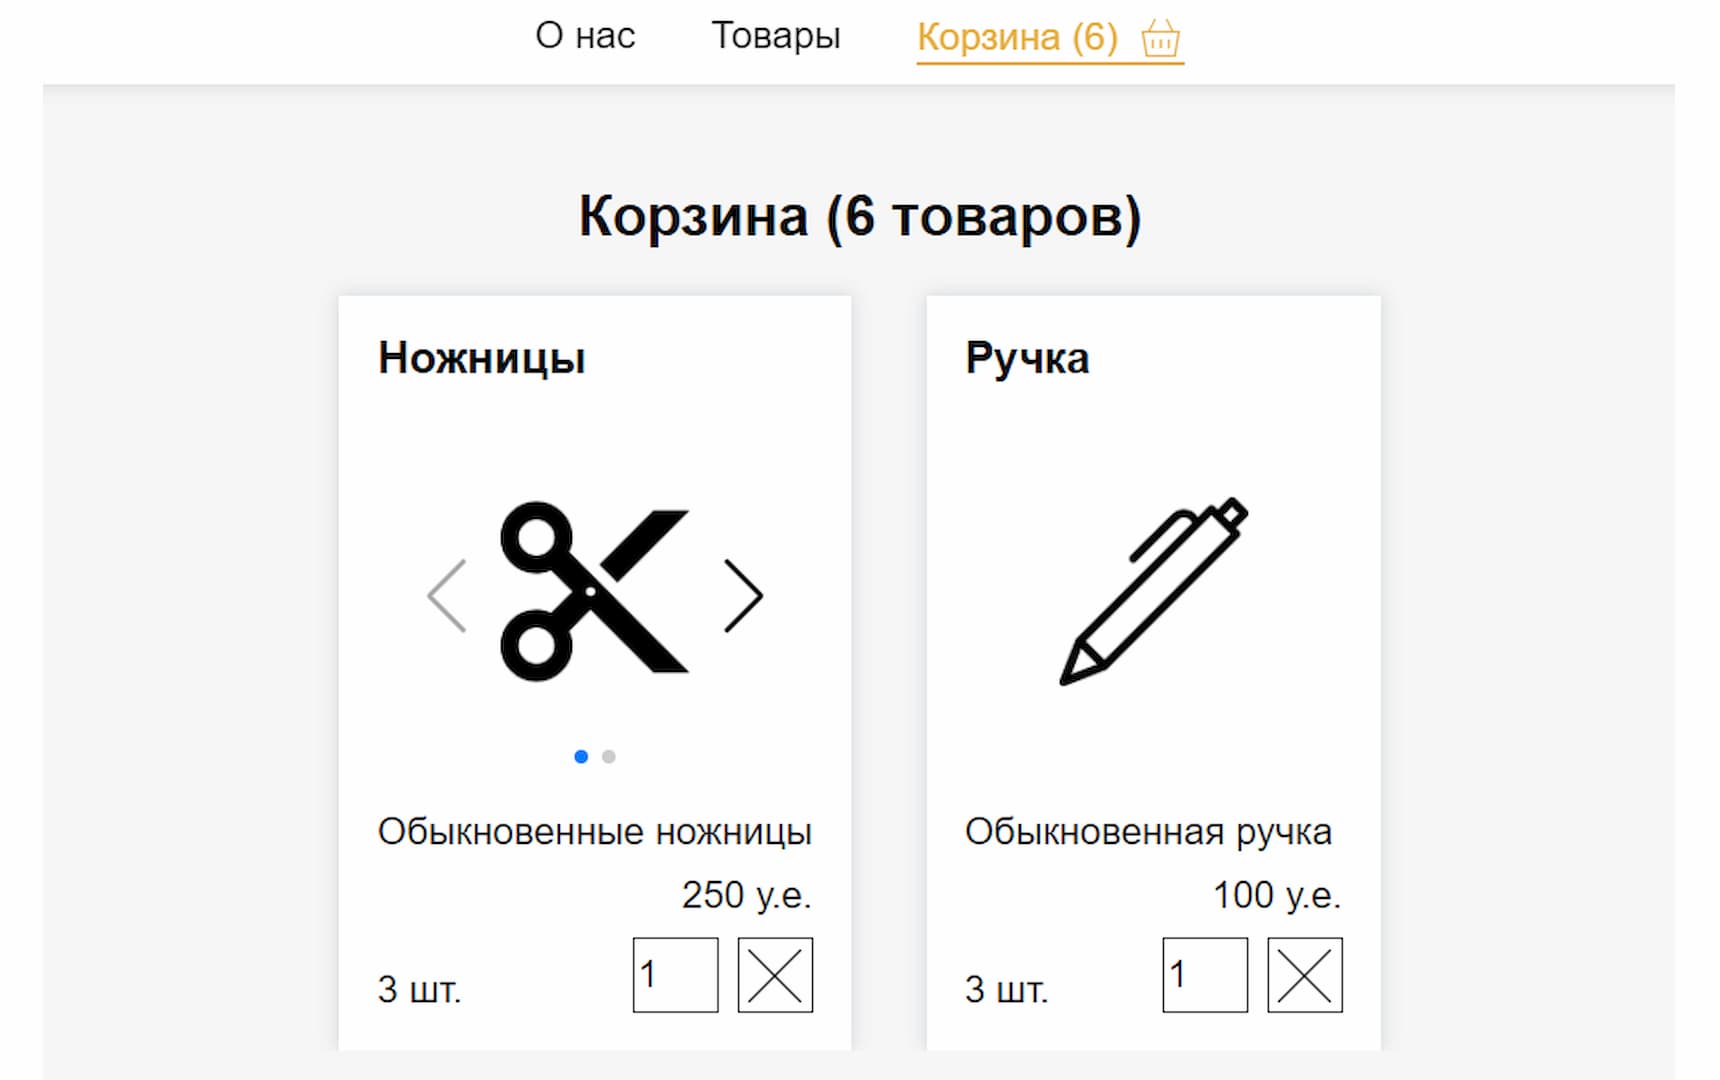 О нас Товары Корзина (6)
Корзина (6 товаров)
Ножницы
Обыкновенные ножницы
250 у.е.
3 шт. 1
Ручка
Обыкновенная ручка
100 у.е.
3 шт. 1